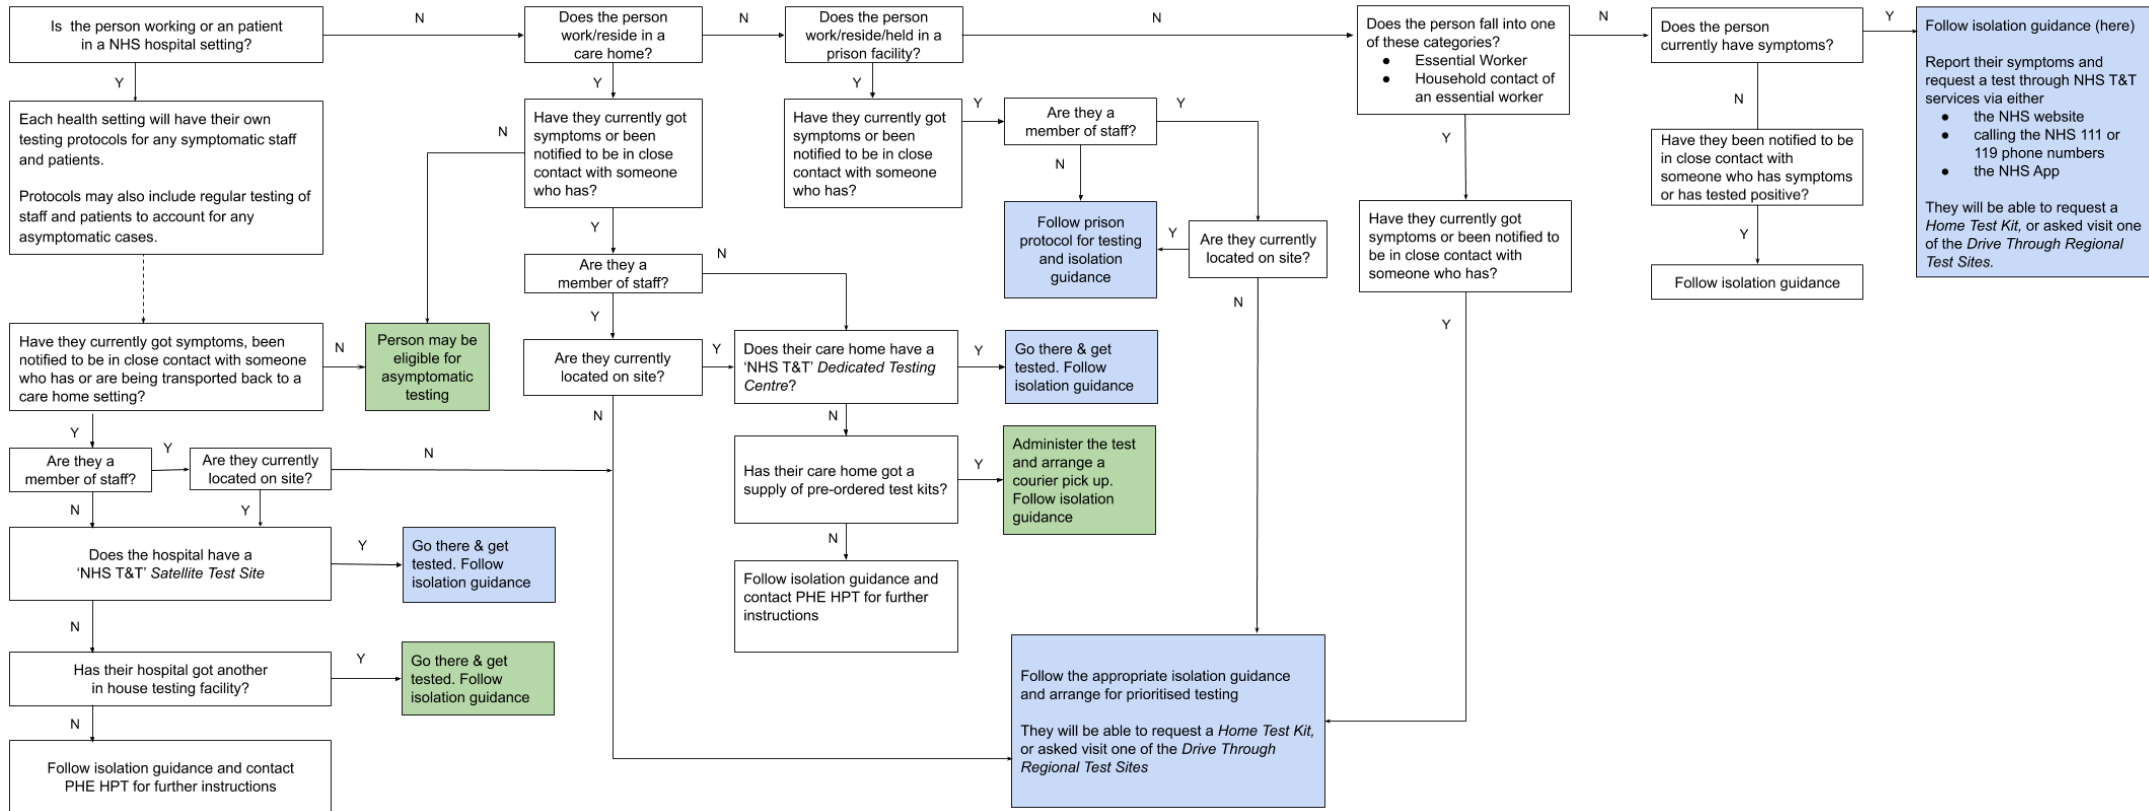 Is the person working or an patient
in a NHS hospital setting?
N
Does the person
work/reside in a
care home?
N
Does the person
work/reside/held in a
prison facility?
N
Does the person fall into one
of these categories?
● Essential Worker
● Household contact of
an essential worker
N
Does the person
currently have symptoms?
Y
Follow isolation guidance (here)
Report their symptoms and
request a test through NHS T&T
services via either
● the NHS website
● calling the NHS 111 or
119 phone numbers
● the NHS App
They will be able to request a
Home Test Kit, or asked visit one
of the Drive Through Regional
Test Sites.
Y
Each health setting will have their own
testing protocols for any symptomatic staff
and patients.
Protocols may also include regular testing of
staff and patients to account for any
asymptomatic cases.
Y
Have they currently got
symptoms or been
notified to be in close
contact with someone
who has?
N
Y
Have they currently got
symptoms or been
notified to be in close
contact with someone
who has?
Y
Are they a
member of staff?
Y
N
Follow prison
protocol for testing
and isolation
guidance
Y
Are they currently
located on site?
N
Y
Have they currently got
symptoms or been notified to
be in close contact with
someone who has?
Y
N
Have they been notified to be
in close contact with
someone who has symptoms
or has tested positive?
Y
Follow isolation guidance
Y
Are they a
member of staff?
N
Y
Are they currently
located on site?
Y
N
Does their care home have a
‘NHS T&T’ Dedicated Testing
Centre?
Y
Go there & get
tested. Follow
isolation guidance
N
Has their care home got a
supply of pre-ordered test kits?
Y
Administer the test
and arrange a
courier pick up.
Follow isolation
guidance
N
Follow isolation guidance and
contact PHE HPT for further
instructions
Have they currently got symptoms, been
notified to be in close contact with someone
who has or are being transported back to a
care home setting?
N
Person may be
eligible for
asymptomatic
testing
Y
Are they a
member of staff?
Y
Are they currently
located on site?
N
N
Y
Does the hospital have a
‘NHS T&T’ Satellite Test Site
Y
Go there & get
tested. Follow
isolation guidance
N
Has their hospital got another
in house testing facility?
Y
Go there & get
tested. Follow
isolation guidance
N
Follow isolation guidance and contact
PHE HPT for further instructions
Follow the appropriate isolation guidance
and arrange for prioritised testing
They will be able to request a Home Test Kit,
or asked visit one of the Drive Through
Regional Test Sites